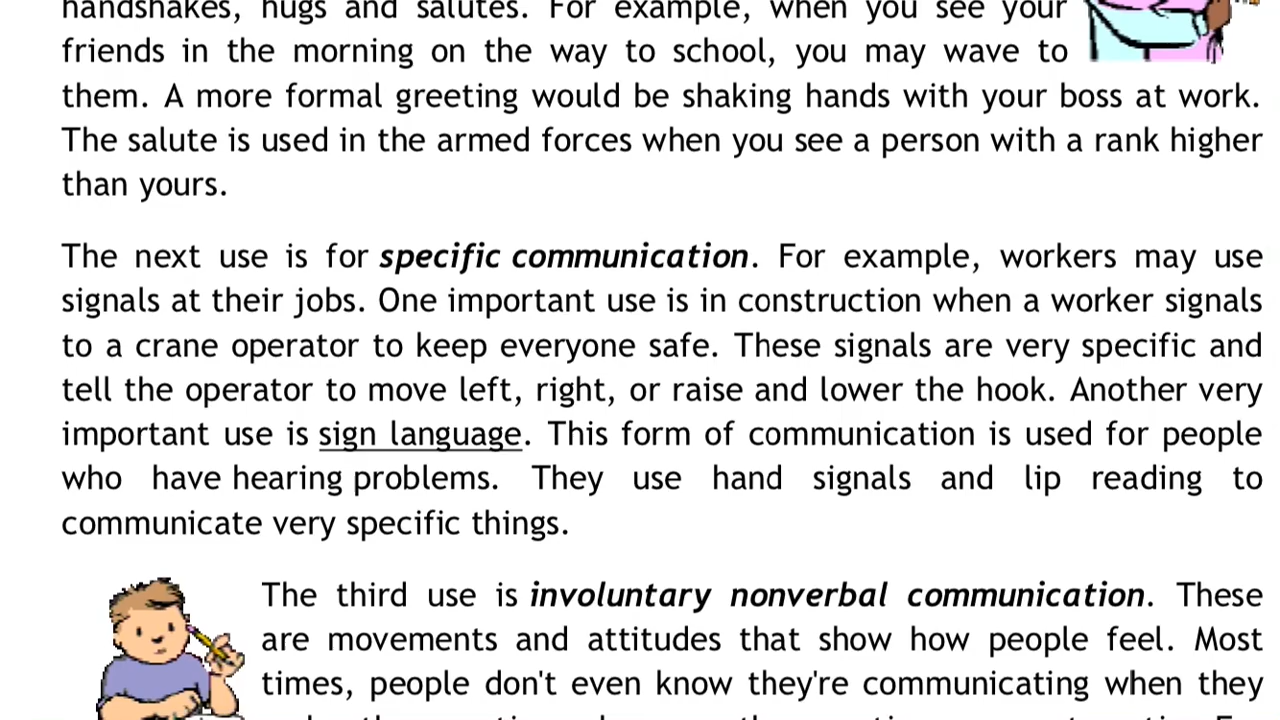 handshakes, hugs and salutes. For example, when you see your
friends in the morning on the way to school, you may wave to
them. A more formal greeting would be shaking hands with your boss at work.
The salute is used in the armed forces when you see a person with a rank higher
than yours.
The next use is for specific communication. For example, workers may use
signals at their jobs. One important use is in construction when a worker signals
to a crane operator to keep everyone safe. These signals are very specific and
tell the operator to move left, right, or raise and lower the hook. Another very
important use is sign language. This form of communication is used for people
who have hearing problems. They use hand signals and lip reading to
communicate very specific things.
The third use is involuntary nonverbal communication. These
are movements and attitudes that show how people feel. Most
times, people don't even know they're communicating when they